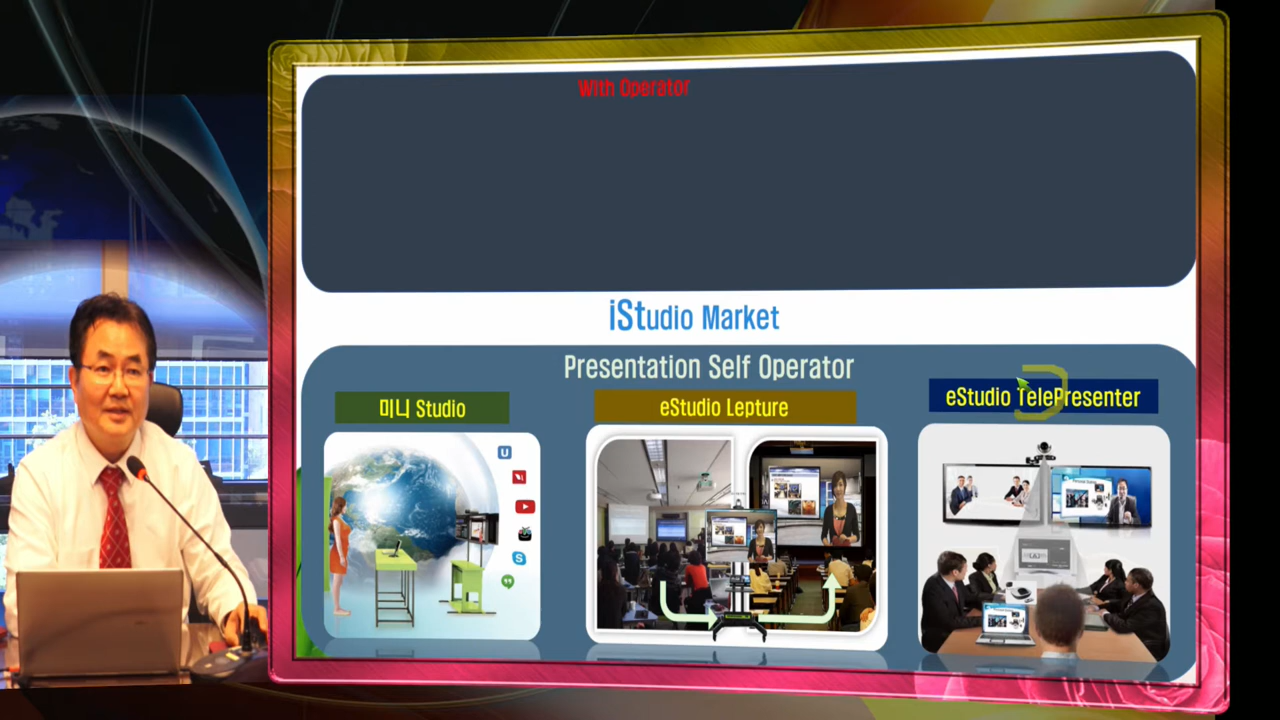 With Operator
iStudio Market
Presentation Self Operator
미니 Studio
eStudio Lepture
eStudio TelePresenter
U
S